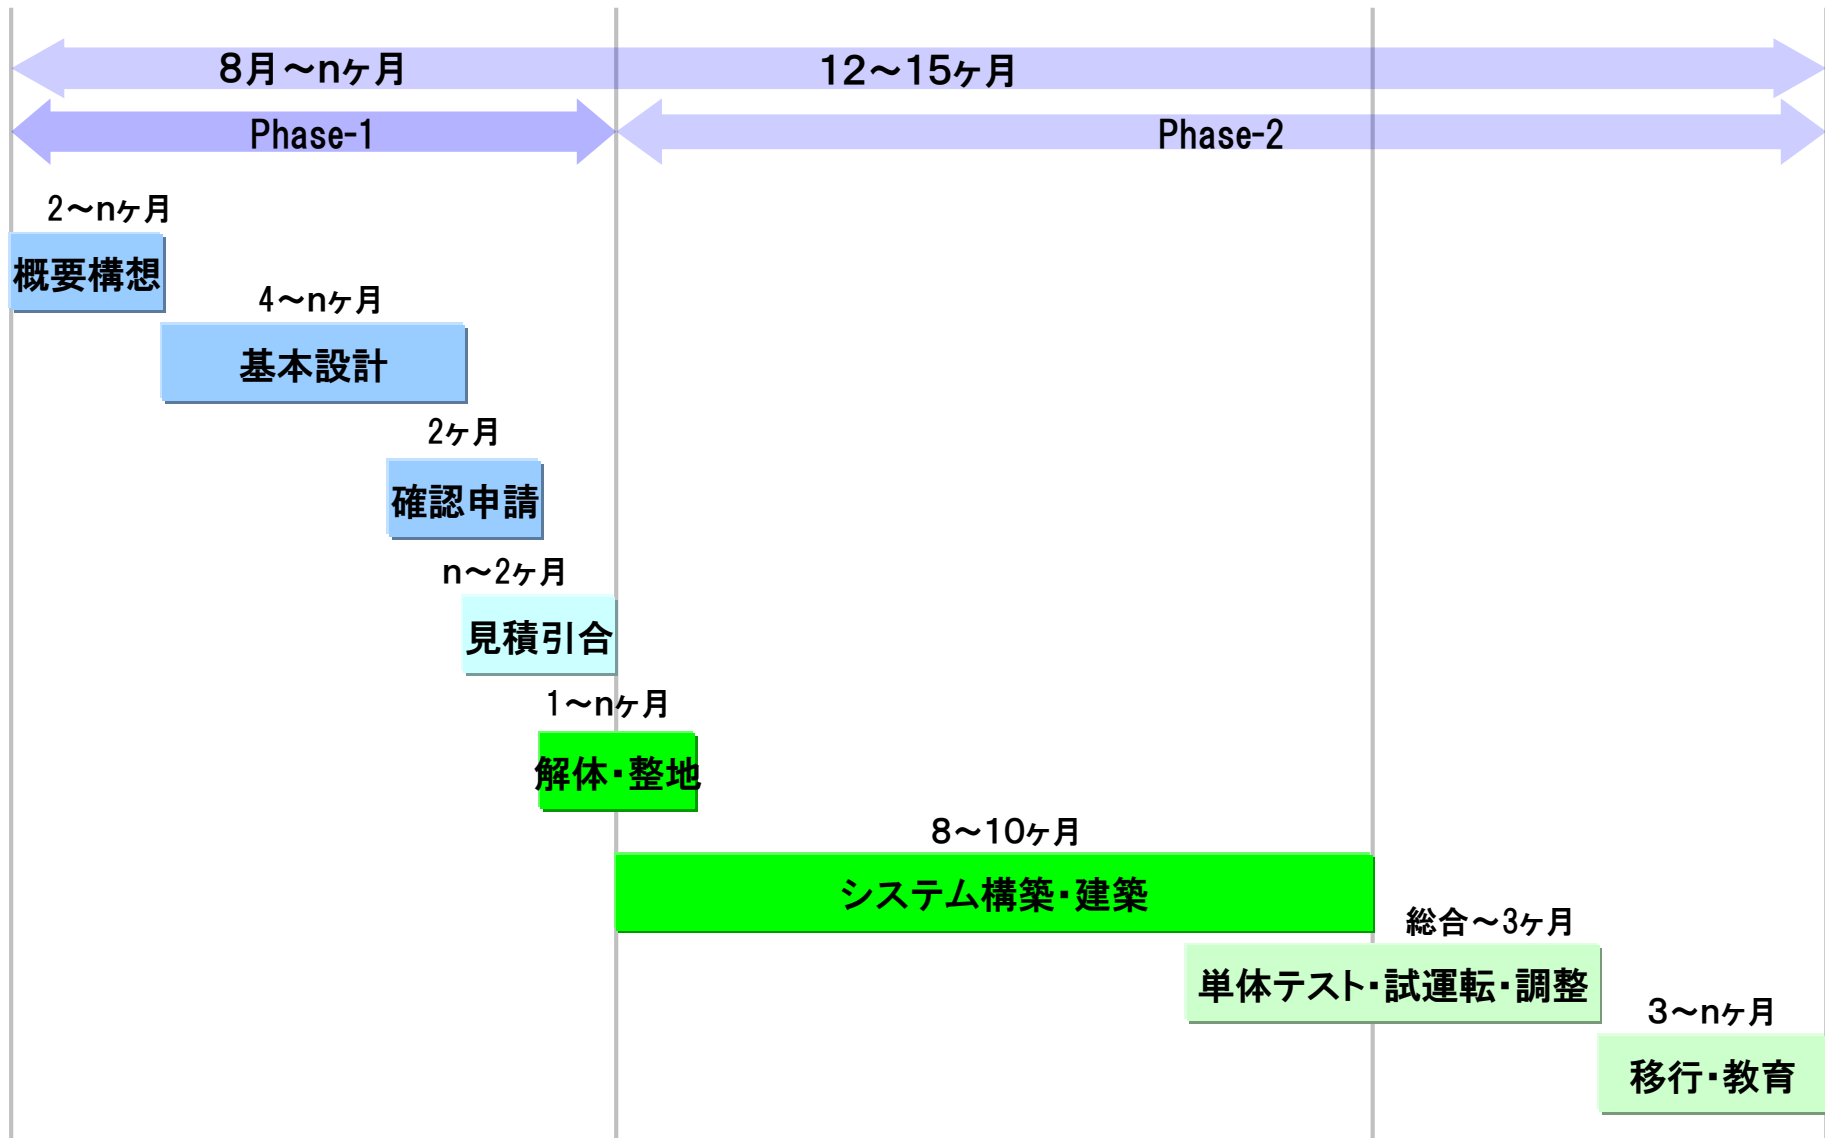 8月～nヶ月
12～15ヶ月
Phase-1
Phase-2
2～nヶ月
概要構想
4～nヶ月
基本設計
2ヶ月
確認申請
n～2ヶ月
見積引合
1～nヶ月
解体・整地
8～10ヶ月
システム構築・建築
総合～3ヶ月
単体テスト・試運転・調整
3～nヶ月
移行・教育